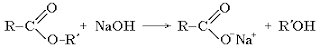 R–C(=O)–O–R′ + NaOH ⟶ R–C(=O)–O⁻Na⁺ + R′OH